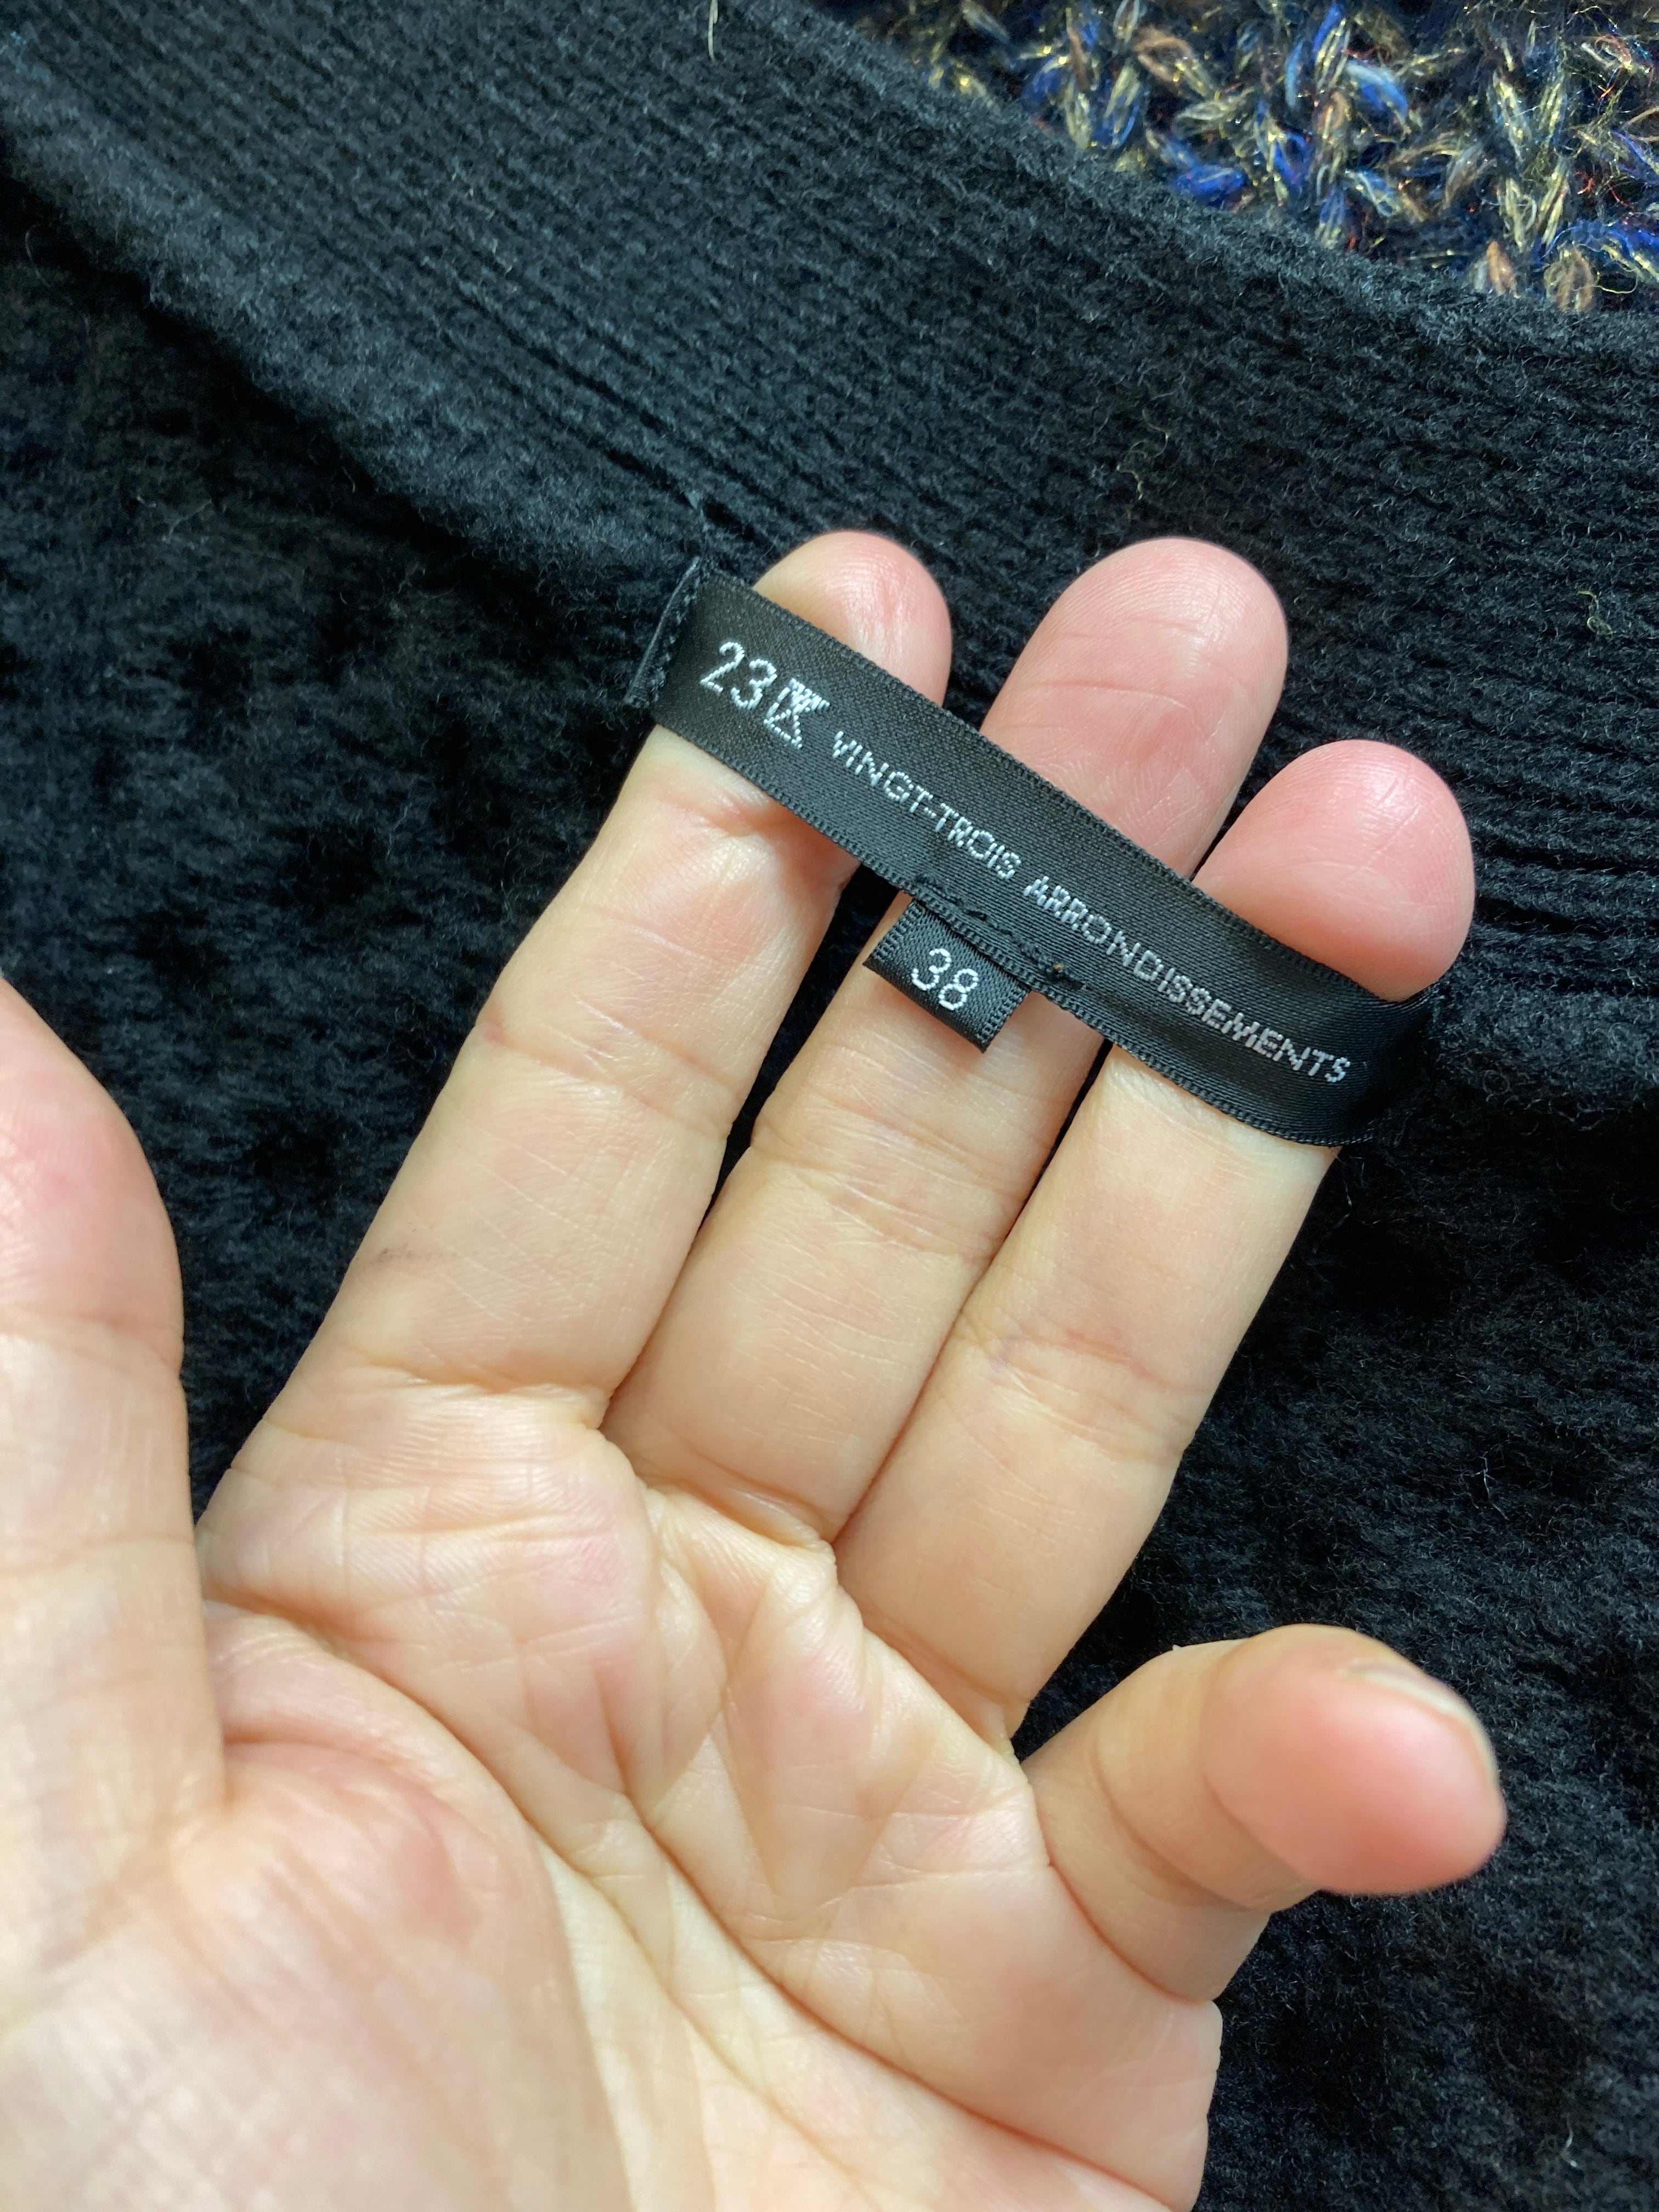 23区 VINGT-TROIS ARRONDISSEMENTS
38